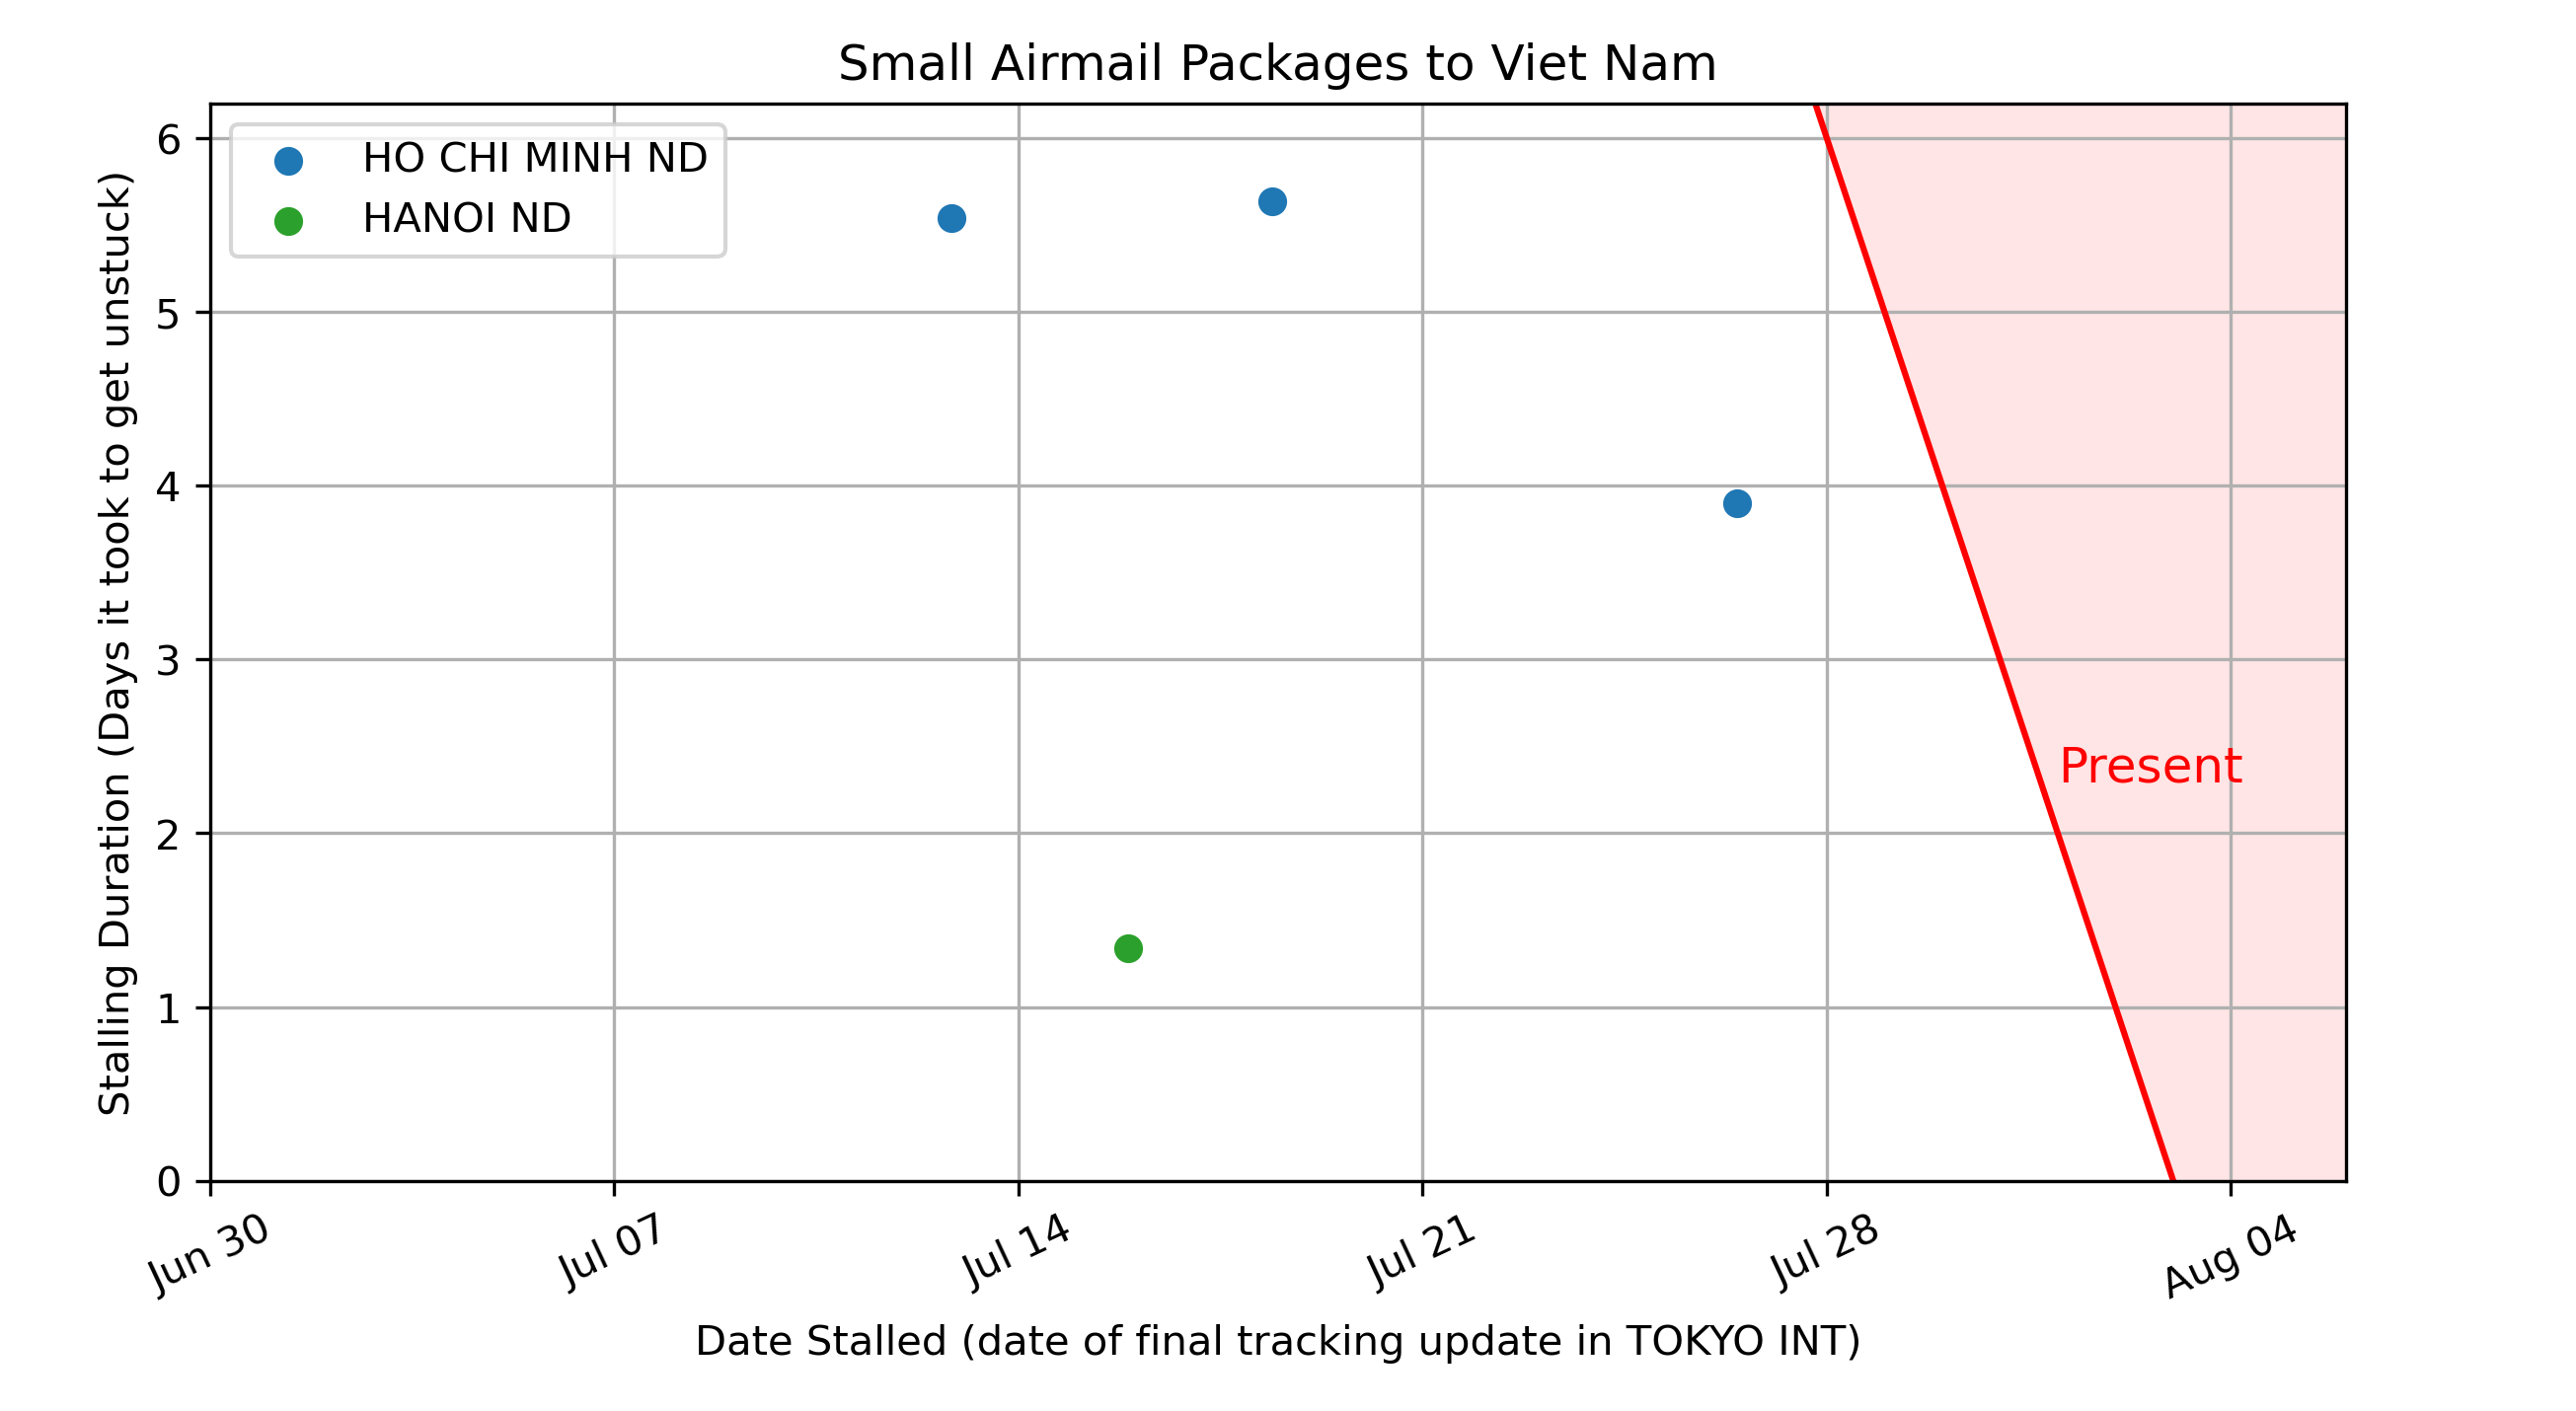 Small Airmail Packages to Viet Nam
HO CHI MINH ND
HANOI ND
Stalling Duration (Days it took to get unstuck)
6
5
4
3
2
1
0
Present
Jun 30
Jul 07
Jul 14
Jul 21
Jul 28
Aug 04
Date Stalled (date of final tracking update in TOKYO INT)